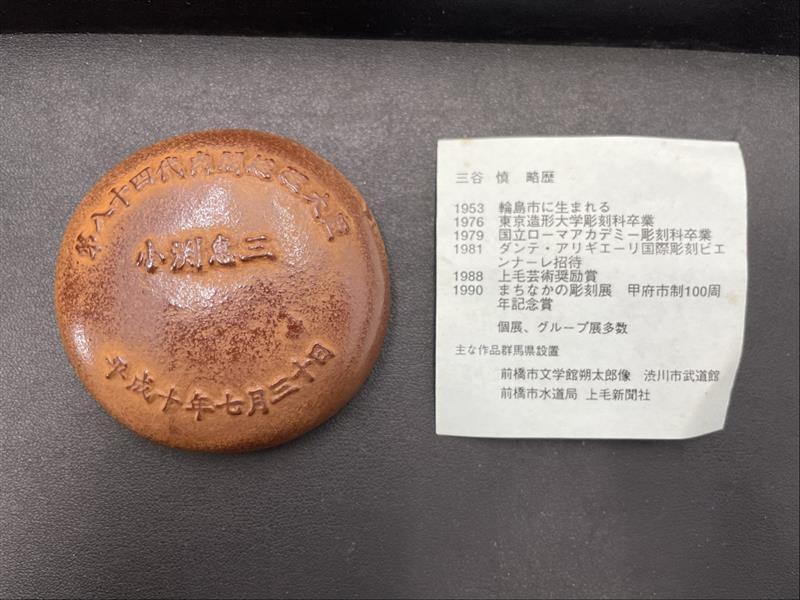 第八十四代内閣総理大臣
小渕恵三
平成十年七月三十日
三谷 慎 略歴
1953 輪島市に生まれる
1976 東京造形大学彫刻科卒業
1979 国立ローマアカデミー彫刻科卒業
1981 ダンテ・アリギエーリ国際彫刻ビエ
ンナーレ招待
1988 上毛芸術奨励賞
1990 まちなかの彫刻展 甲府市制100周
年記念賞
個展、グループ展多数
主な作品群馬県設置
前橋市文学館朔太郎像 渋川市武道館
前橋市水道局 上毛新聞社